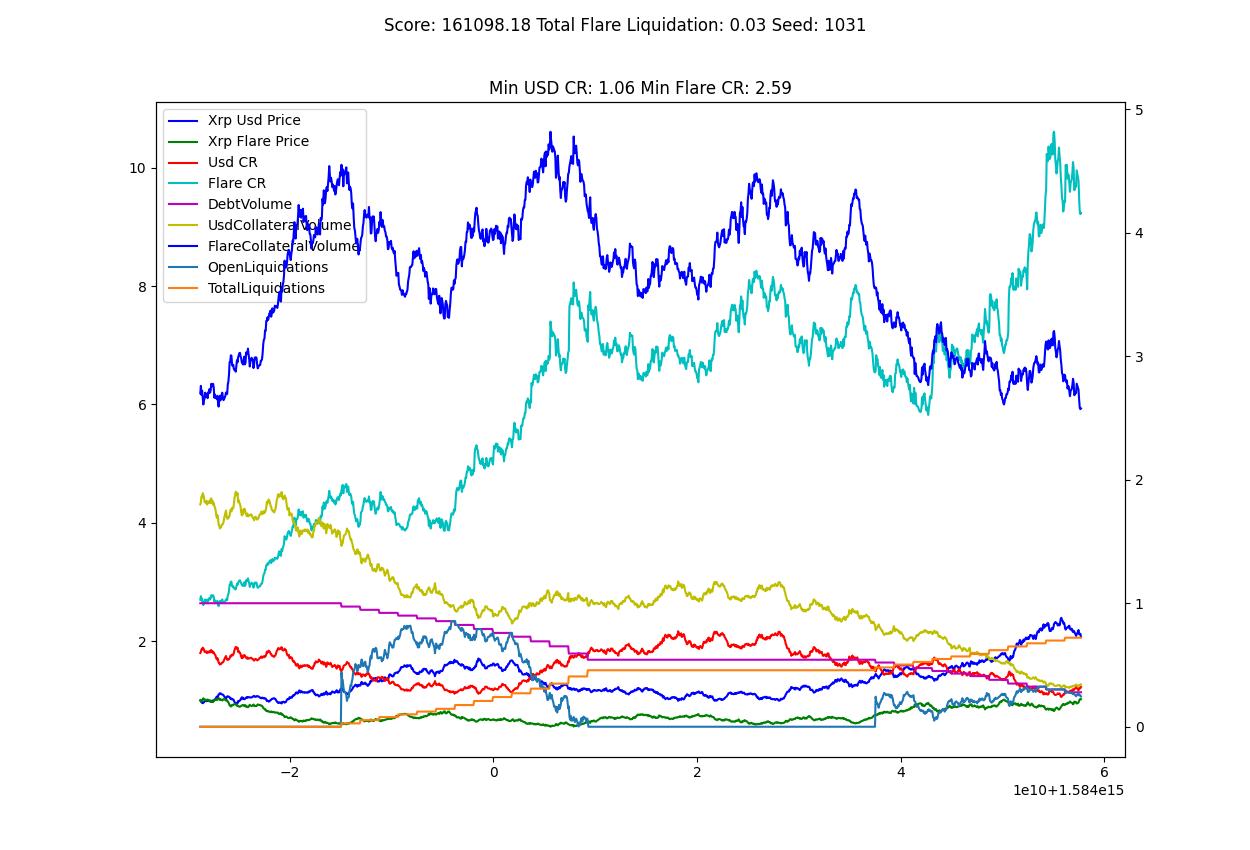 Score: 161098.18 Total Flare Liquidation: 0.03 Seed: 1031
Min USD CR: 1.06 Min Flare CR: 2.59
Xrp Usd Price
Xrp Flare Price
Usd CR
Flare CR
DebtVolume
UsdCollateralVolume
FlareCollateralVolume
OpenLiquidations
TotalLiquidations
10
8
6
4
2
5
4
3
2
1
0
−2 0 2 4 6
1e10+1.584e15